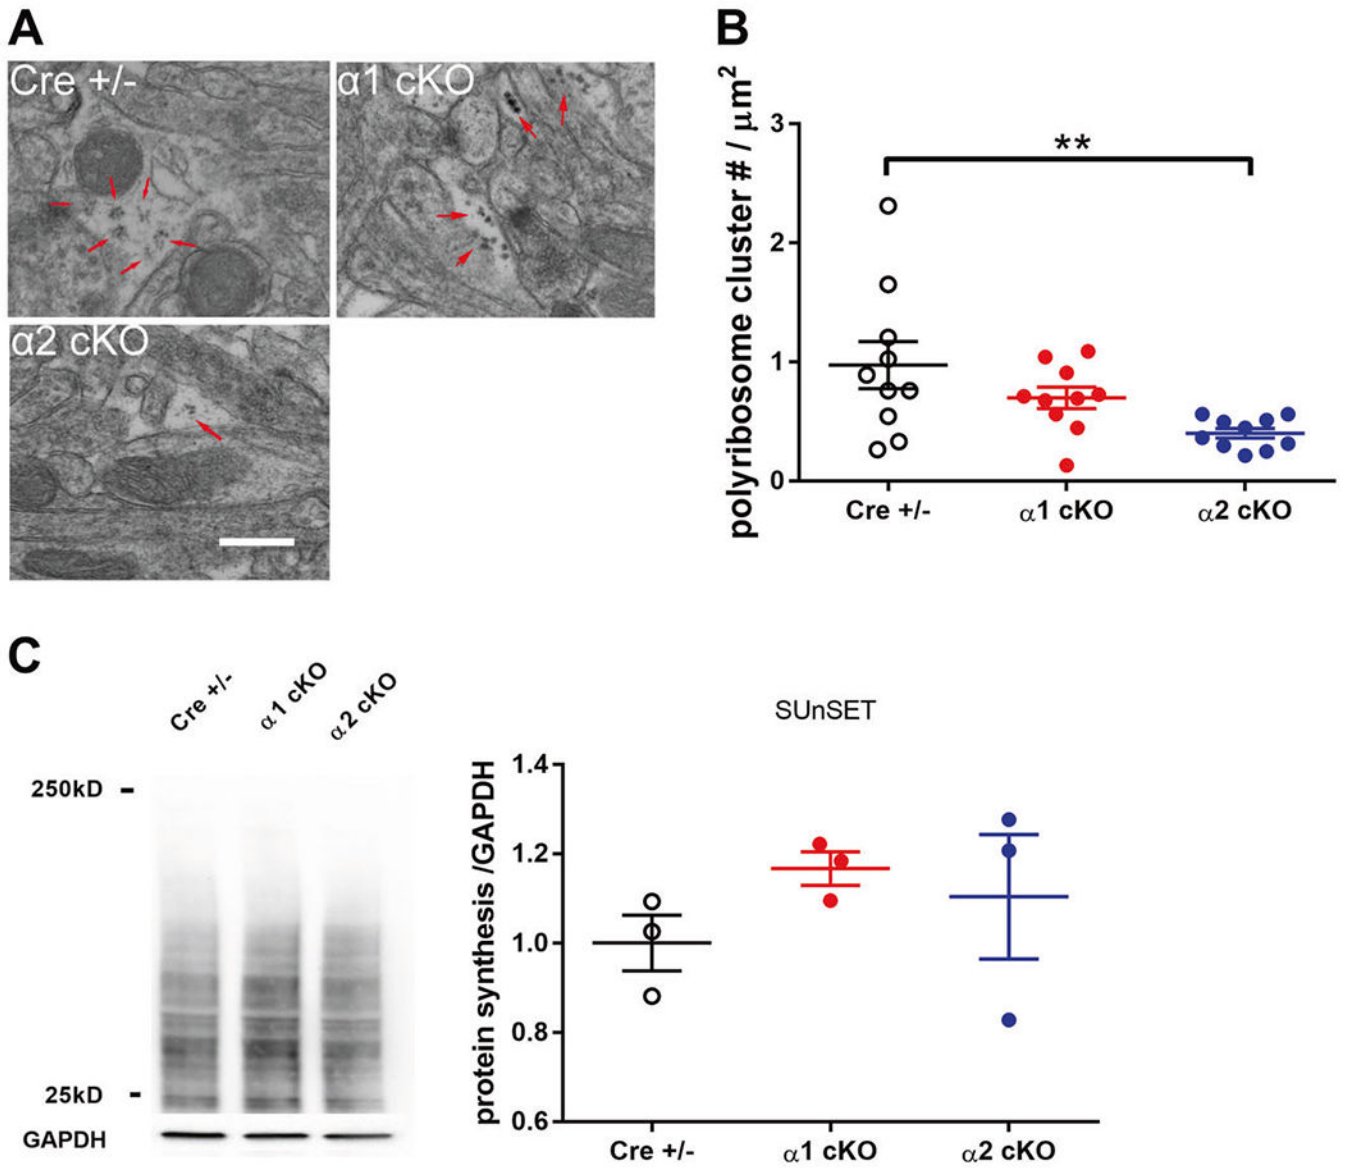 A
Cre +/-
α1 cKO
α2 cKO
B
polyribosome cluster # / μm²
3
2
1
0
**
Cre +/-
α1 cKO
α2 cKO
C
Cre +/-
α1 cKO
α2 cKO
250kD -
25kD -
GAPDH
SUnSET
protein synthesis /GAPDH
1.4
1.2
1.0
0.8
0.6
Cre +/-
α1 cKO
α2 cKO